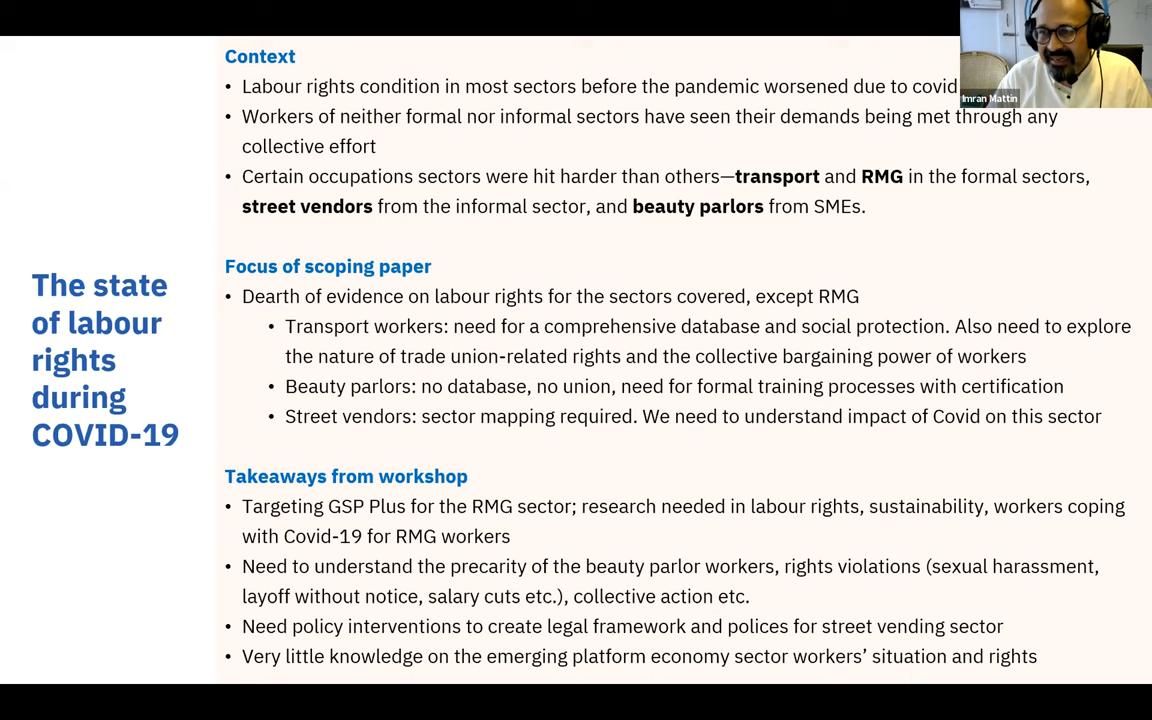 The state
of labour
rights
during
COVID-19
Context
• Labour rights condition in most sectors before the pandemic worsened due to covid
• Workers of neither formal nor informal sectors have seen their demands being met through any
collective effort
• Certain occupations sectors were hit harder than others—transport and RMG in the formal sectors,
street vendors from the informal sector, and beauty parlors from SMEs.
Focus of scoping paper
• Dearth of evidence on labour rights for the sectors covered, except RMG
• Transport workers: need for a comprehensive database and social protection. Also need to explore
the nature of trade union-related rights and the collective bargaining power of workers
• Beauty parlors: no database, no union, need for formal training processes with certification
• Street vendors: sector mapping required. We need to understand impact of Covid on this sector
Takeaways from workshop
• Targeting GSP Plus for the RMG sector; research needed in labour rights, sustainability, workers coping
with Covid-19 for RMG workers
• Need to understand the precarity of the beauty parlor workers, rights violations (sexual harassment,
layoff without notice, salary cuts etc.), collective action etc.
• Need policy interventions to create legal framework and polices for street vending sector
• Very little knowledge on the emerging platform economy sector workers’ situation and rights
Imran Mattin